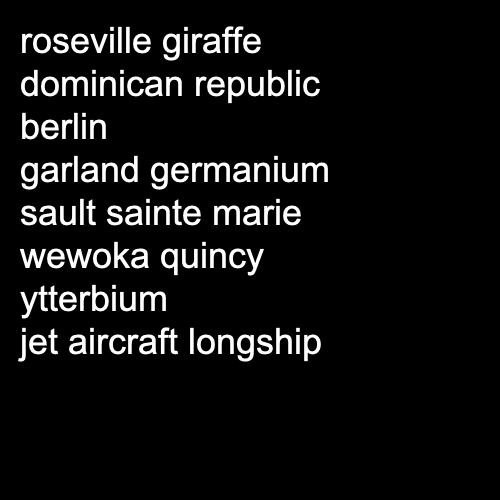 roseville giraffe
dominican republic
berlin
garland germanium
sault sainte marie
wewoka quincy
ytterbium
jet aircraft longship